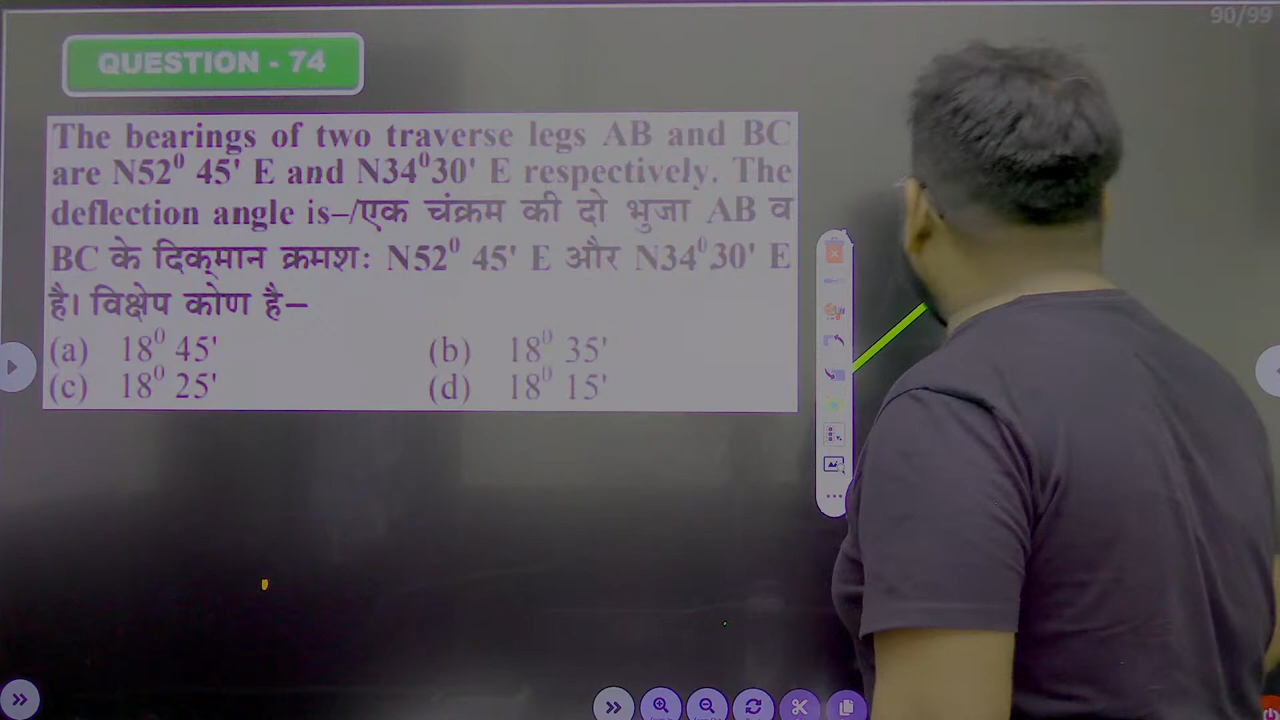 90/99
QUESTION - 74
The bearings of two traverse legs AB and BC
are N52⁰ 45' E and N34⁰30' E respectively. The
deflection angle is–/एक चंक्रम की दो भुजा AB व
BC के दिक्मान क्रमशः N52⁰ 45' E और N34⁰30' E
है। विक्षेप कोण है–
(a) 18⁰ 45' (b) 18⁰ 35'
(c) 18⁰ 25' (d) 18⁰ 15'